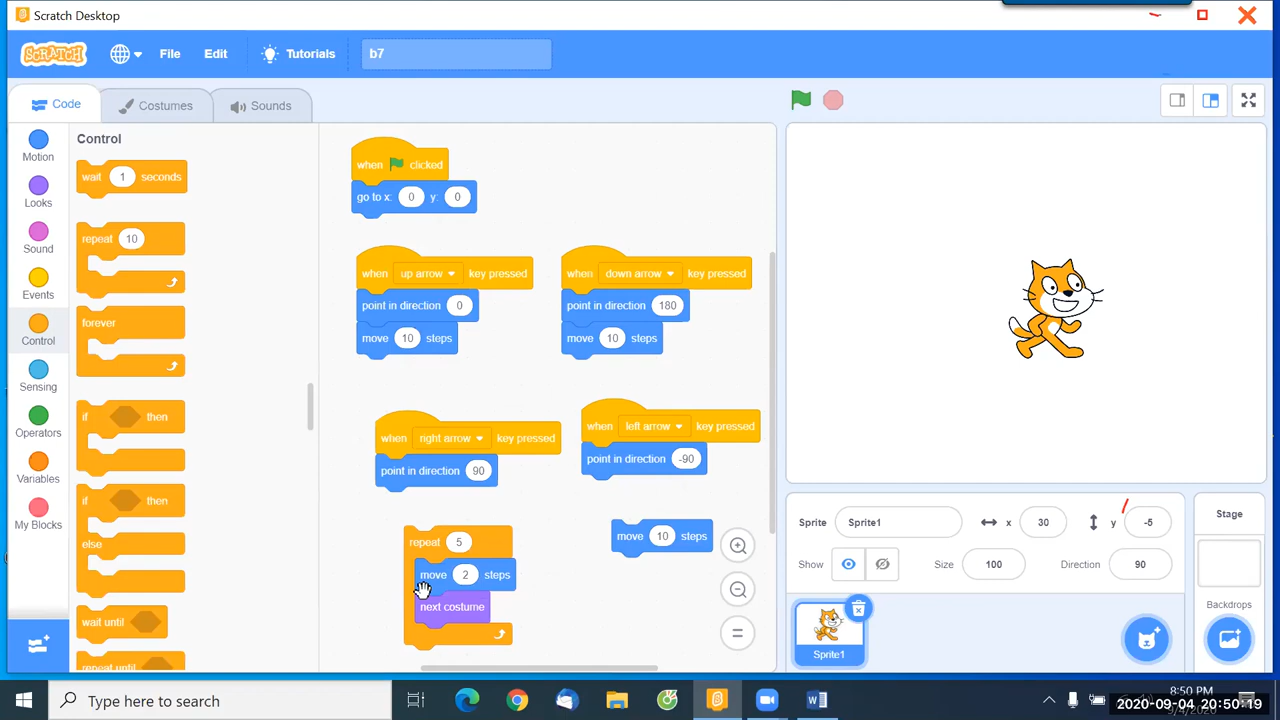 Scratch Desktop
SCRATCH
File
Edit
Tutorials
b7
Code
Costumes
Sounds
Motion
Looks
Sound
Events
Control
Sensing
Operators
Variables
My Blocks
Control
wait 1 seconds
repeat 10
forever
if then
if then
else
wait until
repeat until
when clicked
go to x: 0 y: 0
when up arrow key pressed
point in direction 0
move 10 steps
when down arrow key pressed
point in direction 180
move 10 steps
when right arrow key pressed
point in direction 90
when left arrow key pressed
point in direction -90
repeat 5
move 2 steps
next costume
move 10 steps
Sprite Sprite1 x 30 y -5
Show Size 100 Direction 90
Sprite1
Stage
Backdrops
Type here to search
8:50 PM
2020-09-04 20:50:19